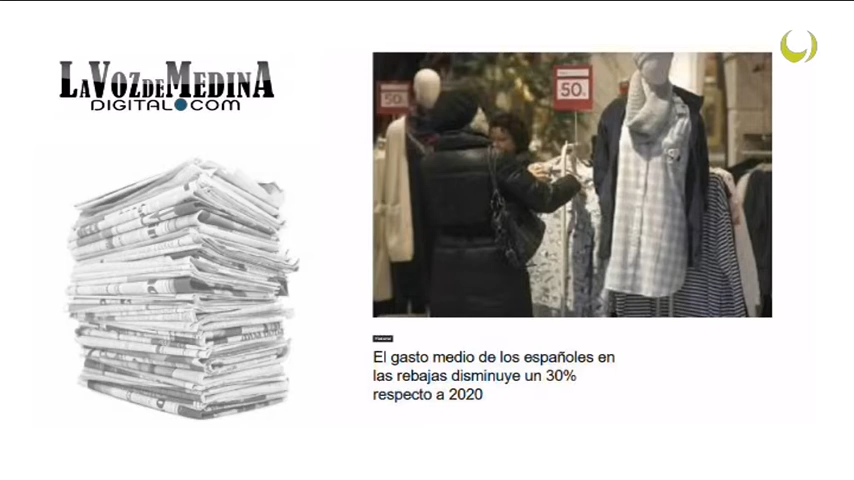 LAVOZDEMEDINA
DIGITAL.COM
50
50
El gasto medio de los españoles en
las rebajas disminuye un 30%
respecto a 2020